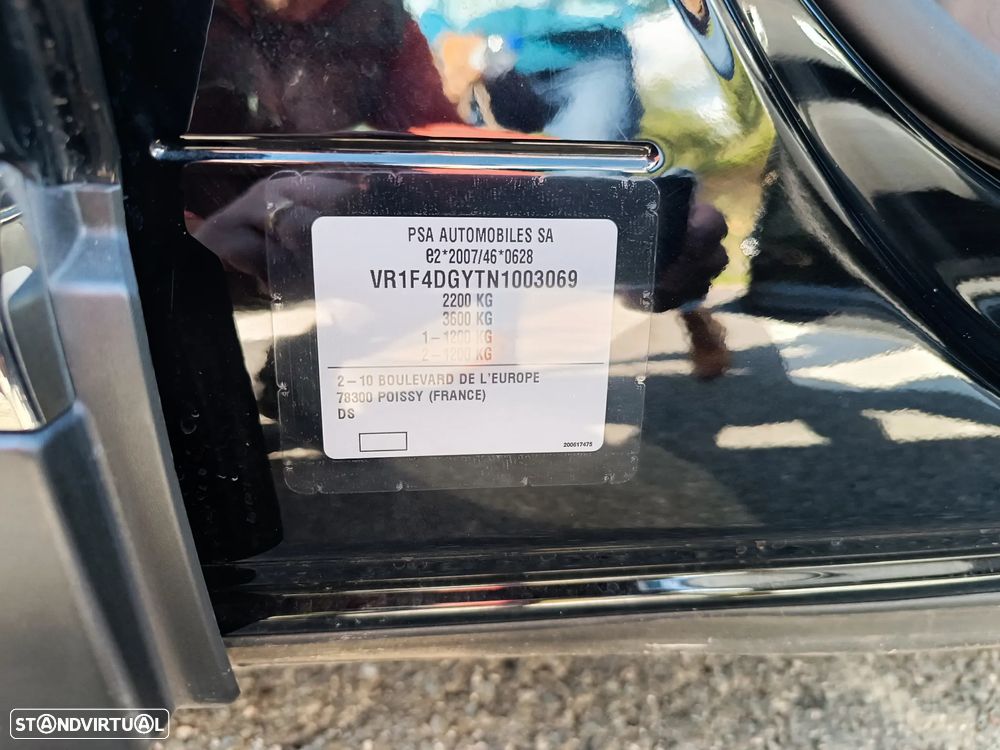 PSA AUTOMOBILES SA
e2*2007/46*0628
VR1F4DGYTN1003069
2200 KG
3600 KG
1-1200 KG
2-1200 KG
2-10 BOULEVARD DE L'EUROPE
78300 POISSY (FRANCE)
DS
200617475
STANDVIRTUAL